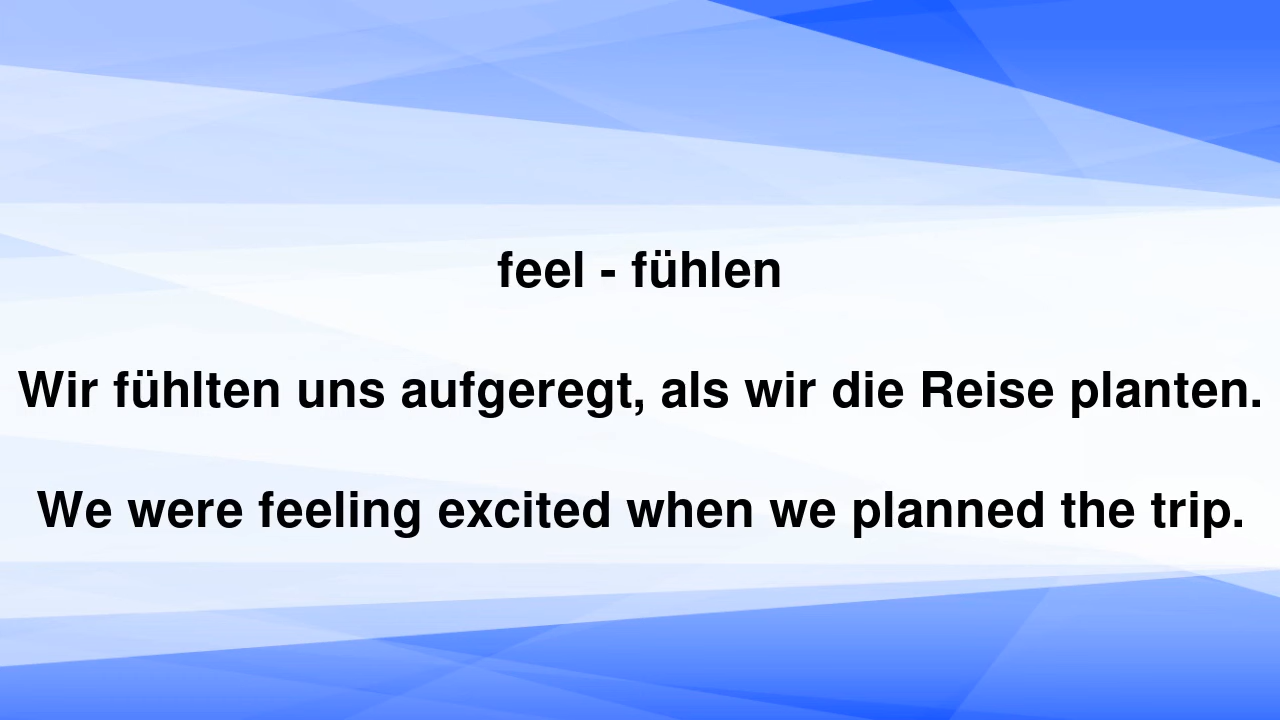 feel - fühlen
Wir fühlten uns aufgeregt, als wir die Reise planten.
We were feeling excited when we planned the trip.